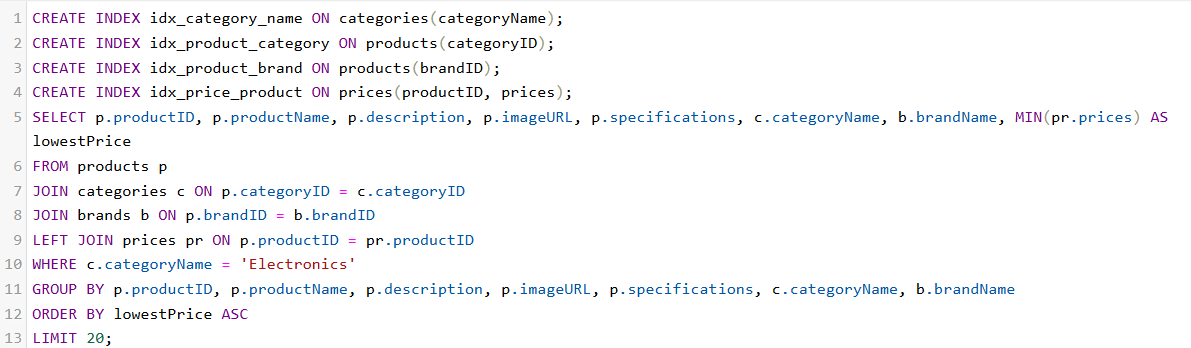 1 CREATE INDEX idx_category_name ON categories(categoryName);
2 CREATE INDEX idx_product_category ON products(categoryID);
3 CREATE INDEX idx_product_brand ON products(brandID);
4 CREATE INDEX idx_price_product ON prices(productID, prices);
5 SELECT p.productID, p.productName, p.description, p.imageURL, p.specifications, c.categoryName, b.brandName, MIN(pr.prices) AS
lowestPrice
6 FROM products p
7 JOIN categories c ON p.categoryID = c.categoryID
8 JOIN brands b ON p.brandID = b.brandID
9 LEFT JOIN prices pr ON p.productID = pr.productID
10 WHERE c.categoryName = 'Electronics'
11 GROUP BY p.productID, p.productName, p.description, p.imageURL, p.specifications, c.categoryName, b.brandName
12 ORDER BY lowestPrice ASC
13 LIMIT 20;